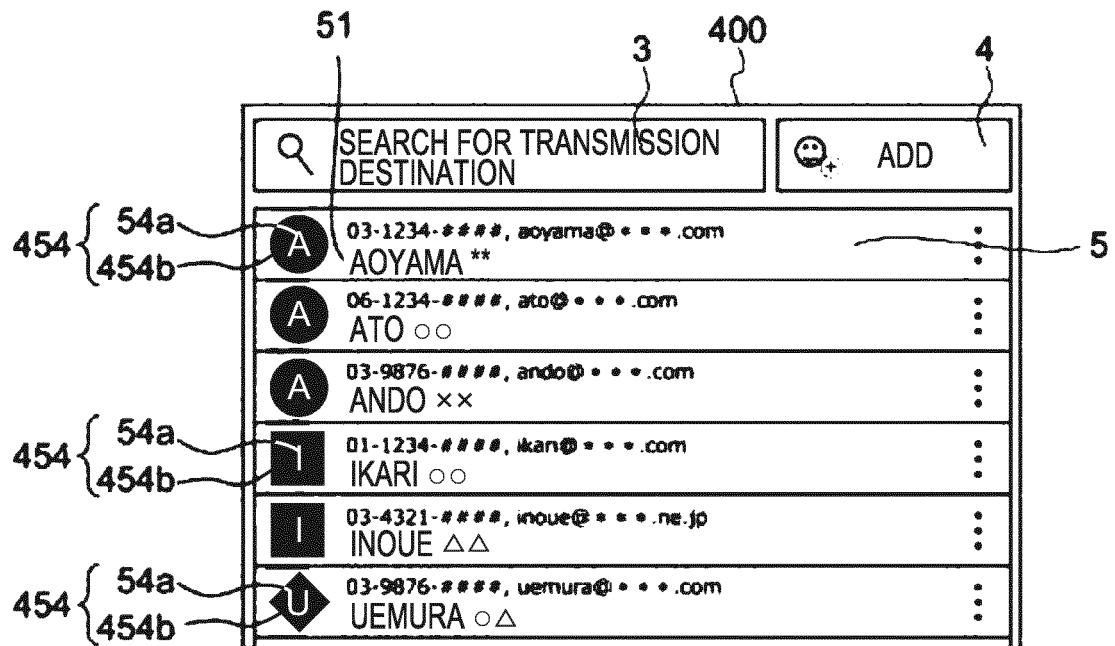 51
400
3
4
SEARCH FOR TRANSMISSION
DESTINATION
ADD
454 { 54a
454b
A
03-1234-####, aoyama@***.com
AOYAMA **
5
A
06-1234-####, ato@***.com
ATO ○○
A
03-9876-####, ando@***.com
ANDO ××
454 { 54a
454b
I
01-1234-####, ikari@***.com
IKARI ○○
I
03-4321-####, inoue@***.ne.jp
INOUE △△
454 { 54a
454b
U
03-9876-####, uemura@***.com
UEMURA ○△